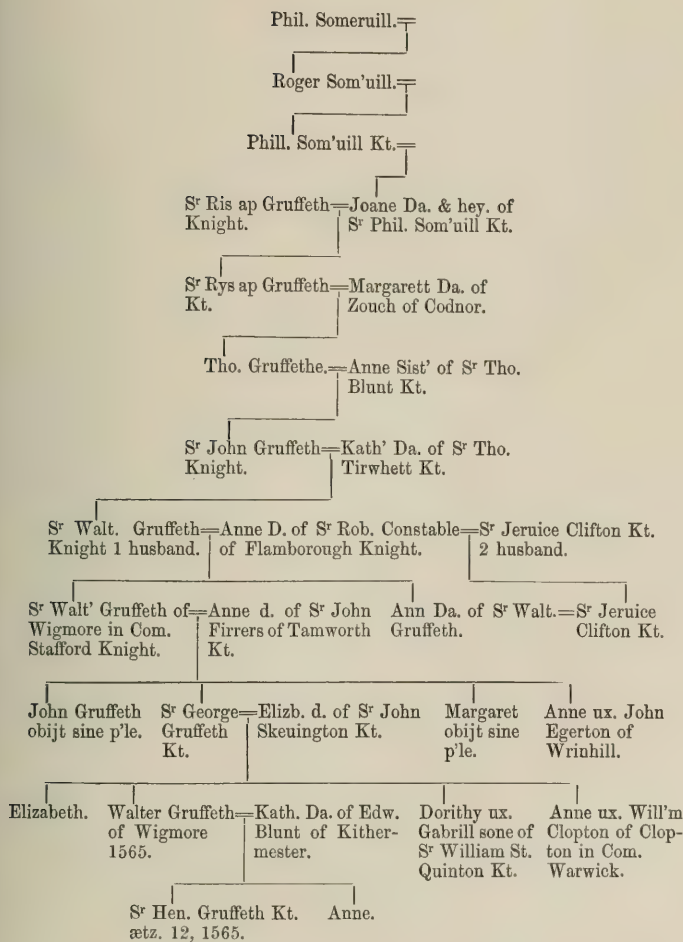 Phil. Someruill.
Roger Som'uill.
Phill. Som'uill Kt.
Sʳ Ris ap Gruffeth=Joane Da. & hey. of
Knight. Sʳ Phil. Som'uill Kt.
Sʳ Rys ap Gruffeth=Margarett Da. of
Kt. Zouch of Codnor.
Tho. Gruffethe.=Anne Sist' of Sʳ Tho.
Blunt Kt.
Sʳ John Gruffeth=Kath' Da. of Sʳ Tho.
Knight. Tirwhett Kt.
Sʳ Walt. Gruffeth=Anne D. of Sʳ Rob. Constable=Sʳ Jeruice Clifton Kt.
Knight 1 husband. of Flamborough Knight. 2 husband.
Sʳ Walt' Gruffeth of=Anne d. of Sʳ John Ann Da. of Sʳ Walt.=Sʳ Jeruice
Wigmore in Com. Firrers of Tamworth Gruffeth. Clifton Kt.
Stafford Knight. Kt.
John Gruffeth Sʳ George=Elizb. d. of Sʳ John Margaret Anne ux. John
obijt sine p'le. Gruffeth Skeuington Kt. obijt sine Egerton of
Kt. p'le. Wrinhill.
Elizabeth. Walter Gruffeth=Kath. Da. of Edw. Dorithy ux. Anne ux. Will'm
of Wigmore Blunt of Kither- Gabrill sone of Clopton of Clop-
1565. mester. Sʳ William St. ton in Com.
Quinton Kt. Warwick.
Sʳ Hen. Gruffeth Kt. Anne.
ætz. 12, 1565.